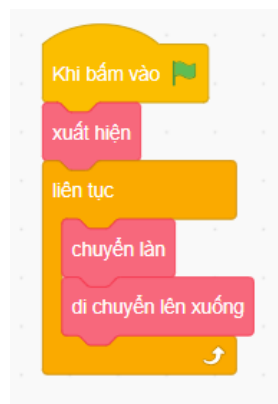 Khi bấm vào
xuất hiện
liên tục
chuyển làn
di chuyển lên xuống